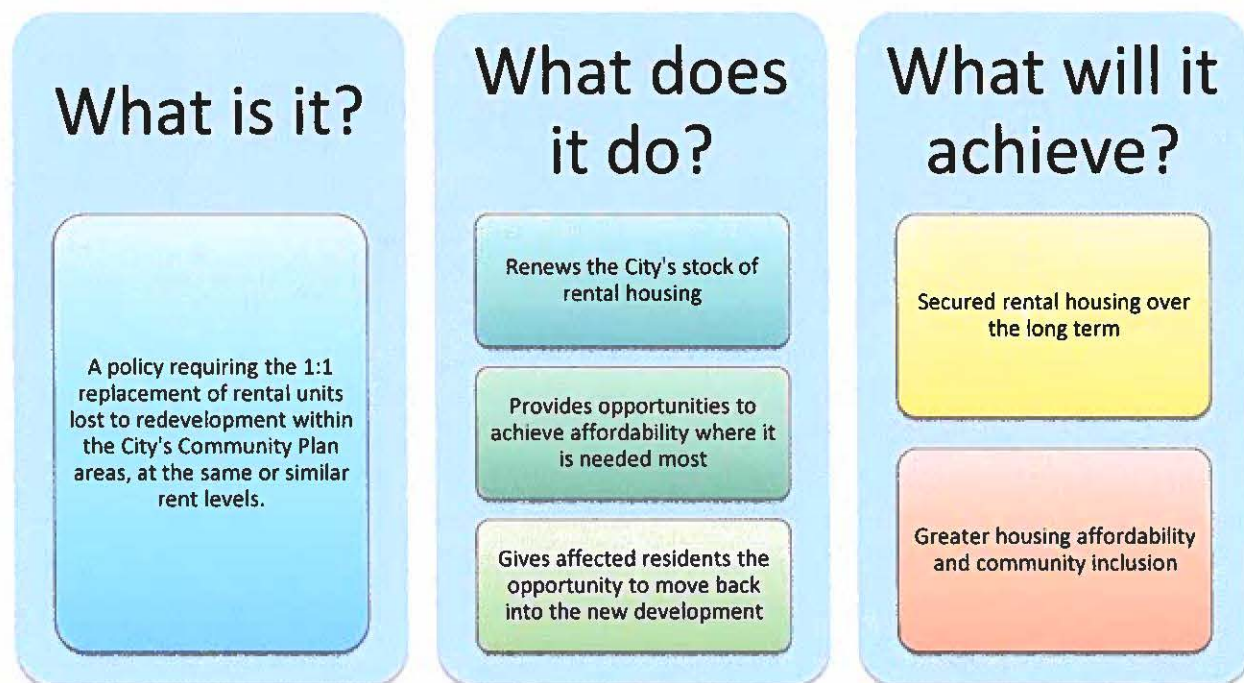 What is it?
A policy requiring the 1:1
replacement of rental units
lost to redevelopment within
the City's Community Plan
areas, at the same or similar
rent levels.
What does
it do?
Renews the City's stock of
rental housing
Provides opportunities to
achieve affordability where it
is needed most
Gives affected residents the
opportunity to move back
into the new development
What will it
achieve?
Secured rental housing over
the long term
Greater housing affordability
and community inclusion